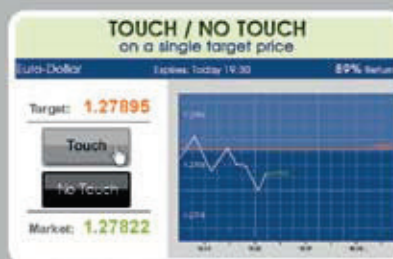 TOUCH / NO TOUCH
on a single target price
Euro-Dollar Expires: Today 19:30 89% Return
Target: 1.27895
Touch
No Touch
Market: 1.27822